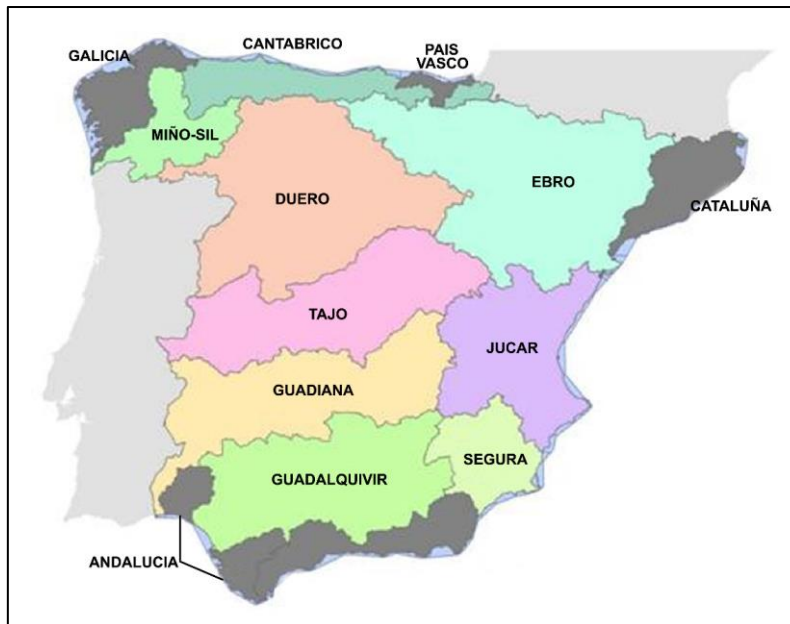 GALICIA
CANTABRICO
PAIS
VASCO
MIÑO-SIL
DUERO
EBRO
CATALUÑA
TAJO
JUCAR
GUADIANA
SEGURA
GUADALQUIVIR
ANDALUCIA